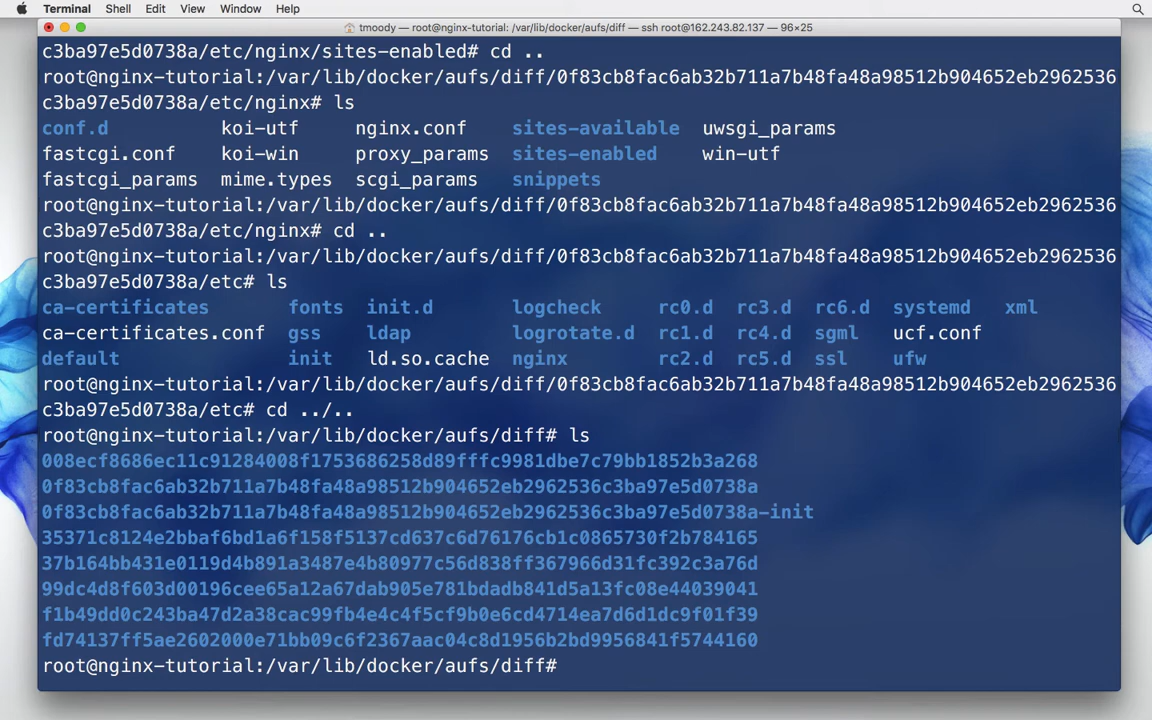 Terminal Shell Edit View Window Help
tmoody — root@nginx-tutorial: /var/lib/docker/aufs/diff — ssh root@162.243.82.137 — 96×25
c3ba97e5d0738a/etc/nginx/sites-enabled# cd ..
root@nginx-tutorial:/var/lib/docker/aufs/diff/0f83cb8fac6ab32b711a7b48fa48a98512b904652eb2962536
c3ba97e5d0738a/etc/nginx# ls
conf.d koi-utf nginx.conf sites-available uwsgi_params
fastcgi.conf koi-win proxy_params sites-enabled win-utf
fastcgi_params mime.types scgi_params snippets
root@nginx-tutorial:/var/lib/docker/aufs/diff/0f83cb8fac6ab32b711a7b48fa48a98512b904652eb2962536
c3ba97e5d0738a/etc/nginx# cd ..
root@nginx-tutorial:/var/lib/docker/aufs/diff/0f83cb8fac6ab32b711a7b48fa48a98512b904652eb2962536
c3ba97e5d0738a/etc# ls
ca-certificates fonts init.d logcheck rc0.d rc3.d rc6.d systemd xml
ca-certificates.conf gss ldap logrotate.d rc1.d rc4.d sgml ucf.conf
default init ld.so.cache nginx rc2.d rc5.d ssl ufw
root@nginx-tutorial:/var/lib/docker/aufs/diff/0f83cb8fac6ab32b711a7b48fa48a98512b904652eb2962536
c3ba97e5d0738a/etc# cd ../..
root@nginx-tutorial:/var/lib/docker/aufs/diff# ls
008ecf8686ec11c91284008f1753686258d89fffc9981dbe7c79bb1852b3a268
0f83cb8fac6ab32b711a7b48fa48a98512b904652eb2962536c3ba97e5d0738a
0f83cb8fac6ab32b711a7b48fa48a98512b904652eb2962536c3ba97e5d0738a-init
35371c8124e2bbaf6bd1a6f158f5137cd637c6d76176cb1c0865730f2b784165
37b164bb431e0119d4b891a3487e4b80977c56d838ff367966d31fc392c3a76d
99dc4d8f603d00196cee65a12a67dab905e781bdadb841d5a13fc08e44039041
f1b49dd0c243ba47d2a38cac99fb4e4c4f5cf9b0e6cd4714ea7d6d1dc9f01f39
fd74137ff5ae2602000e71bb09c6f2367aac04c8d1956b2bd9956841f5744160
root@nginx-tutorial:/var/lib/docker/aufs/diff#